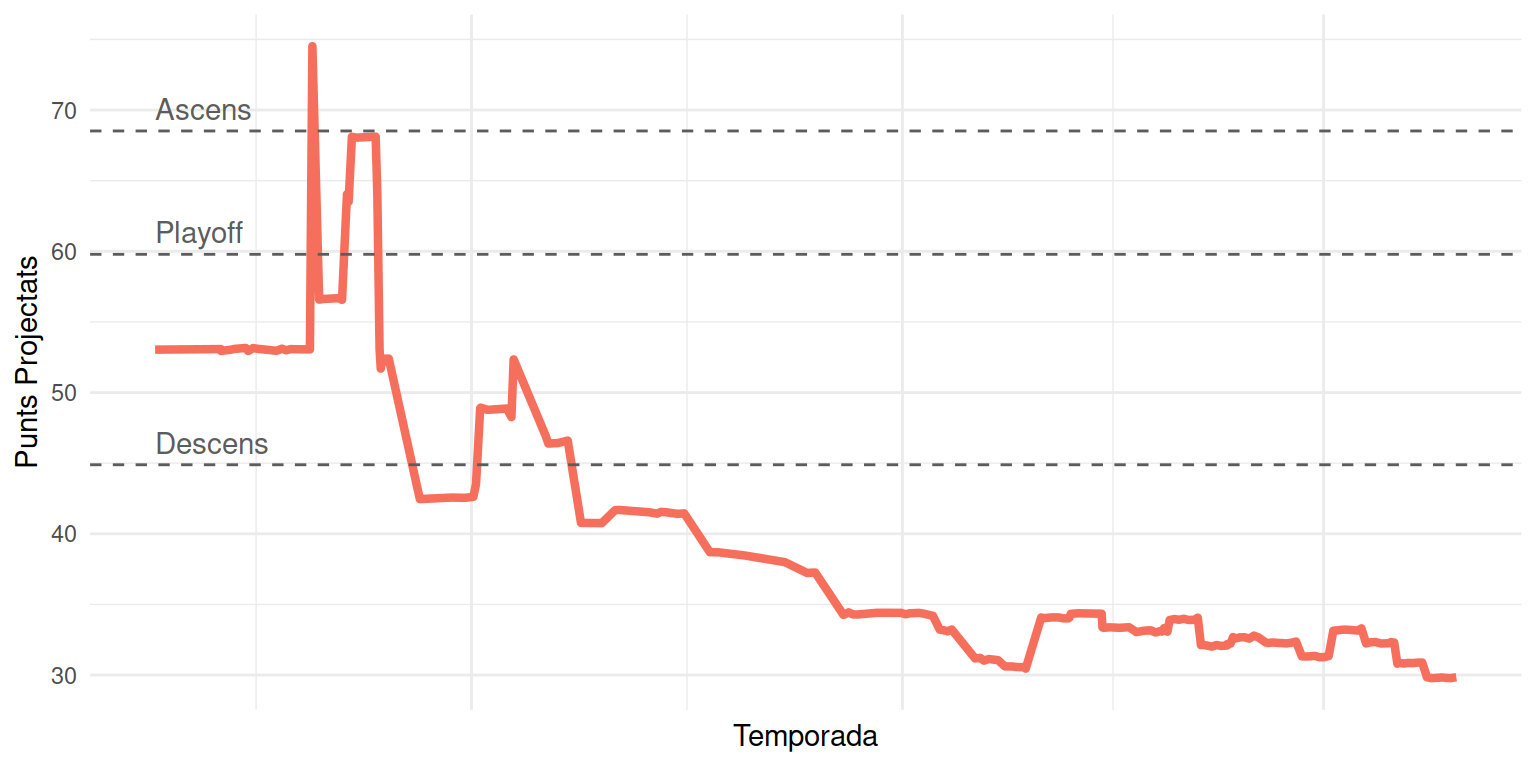 70
60
50
40
30
Ascens
Playoff
Descens
Punts Projectats
Temporada